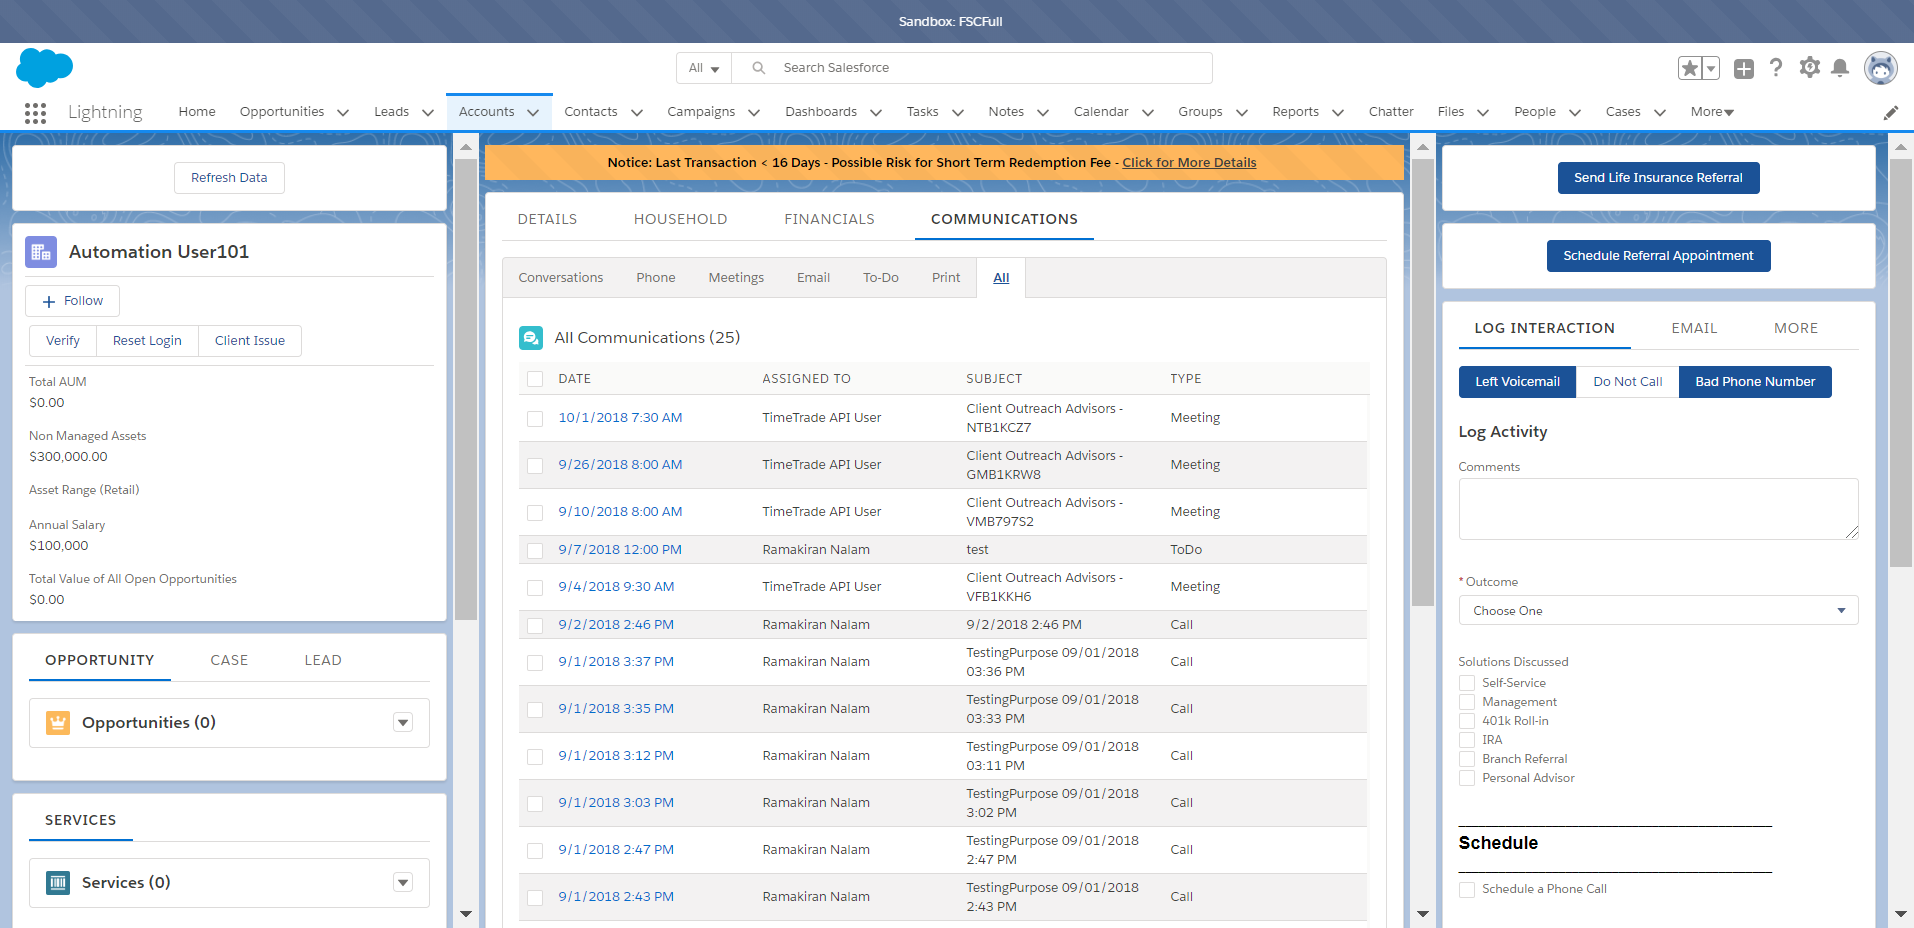 Sandbox: FSCFull
All
Search Salesforce
Lightning
Home Opportunities Leads Accounts Contacts Campaigns Dashboards Tasks Notes Calendar Groups Reports Chatter Files People Cases More
Refresh Data
Automation User101
Follow
Verify Reset Login Client Issue
Total AUM
$0.00
Non Managed Assets
$300,000.00
Asset Range (Retail)
Annual Salary
$100,000
Total Value of All Open Opportunities
$0.00
OPPORTUNITY CASE LEAD
Opportunities (0)
SERVICES
Services (0)
Notice: Last Transaction < 16 Days - Possible Risk for Short Term Redemption Fee - Click for More Details
DETAILS HOUSEHOLD FINANCIALS COMMUNICATIONS
Conversations Phone Meetings Email To-Do Print All
All Communications (25)
DATE ASSIGNED TO SUBJECT TYPE
10/1/2018 7:30 AM TimeTrade API User Client Outreach Advisors - Meeting
NTB1KCZ7
9/26/2018 8:00 AM TimeTrade API User Client Outreach Advisors - Meeting
GMB1KRW8
9/10/2018 8:00 AM TimeTrade API User Client Outreach Advisors - Meeting
VMB797S2
9/7/2018 12:00 PM Ramakiran Nalam test ToDo
9/4/2018 9:30 AM TimeTrade API User Client Outreach Advisors - Meeting
VFB1KKH6
9/2/2018 2:46 PM Ramakiran Nalam 9/2/2018 2:46 PM Call
9/1/2018 3:37 PM Ramakiran Nalam TestingPurpose 09/01/2018 Call
03:36 PM
9/1/2018 3:35 PM Ramakiran Nalam TestingPurpose 09/01/2018 Call
03:33 PM
9/1/2018 3:12 PM Ramakiran Nalam TestingPurpose 09/01/2018 Call
03:11 PM
9/1/2018 3:03 PM Ramakiran Nalam TestingPurpose 09/01/2018 Call
3:02 PM
9/1/2018 2:47 PM Ramakiran Nalam TestingPurpose 09/01/2018 Call
2:47 PM
9/1/2018 2:43 PM Ramakiran Nalam TestingPurpose 09/01/2018 Call
2:43 PM
Send Life Insurance Referral
Schedule Referral Appointment
LOG INTERACTION EMAIL MORE
Left Voicemail Do Not Call Bad Phone Number
Log Activity
Comments
* Outcome
Choose One
Solutions Discussed
Self-Service
Management
401k Roll-in
IRA
Branch Referral
Personal Advisor
Schedule
Schedule a Phone Call